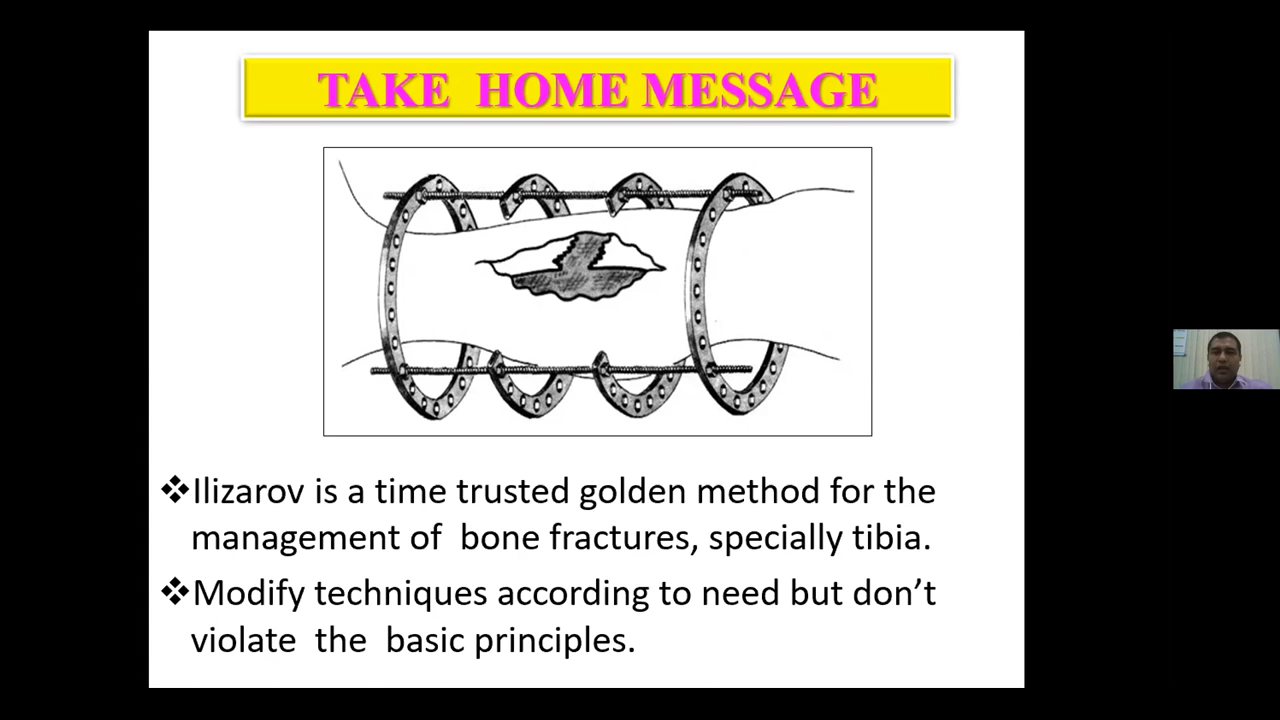 TAKE HOME MESSAGE
❖Ilizarov is a time trusted golden method for the
management of bone fractures, specially tibia.
❖Modify techniques according to need but don’t
violate the basic principles.